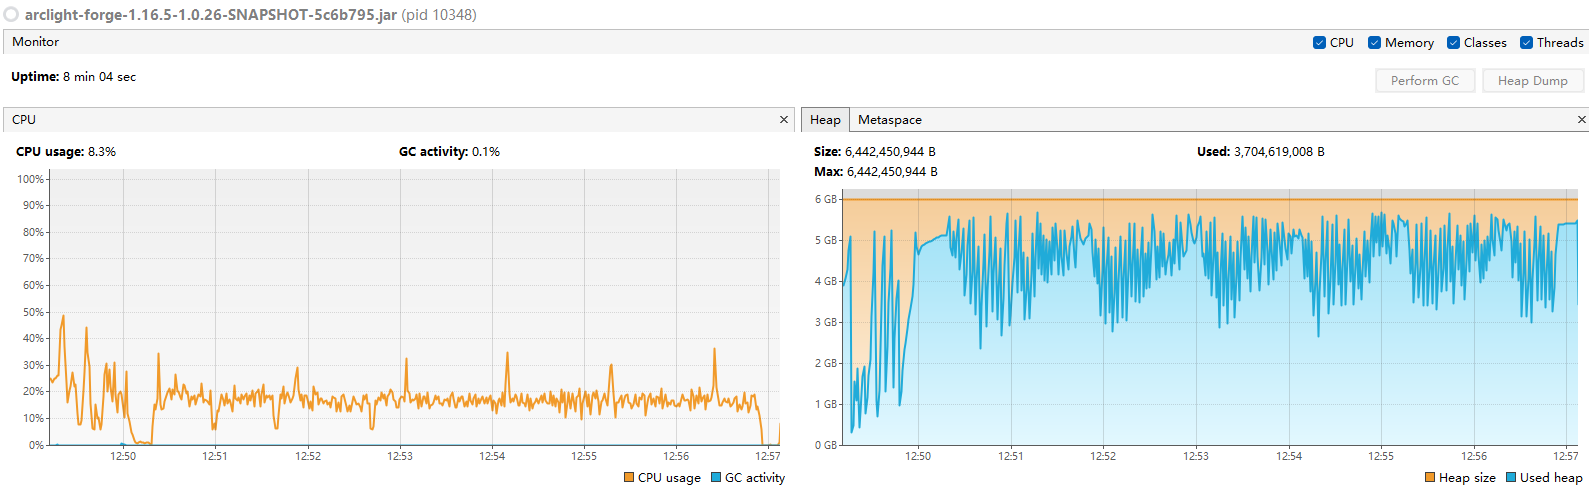 arclight-forge-1.16.5-1.0.26-SNAPSHOT-5c6b795.jar (pid 10348)
Monitor
CPU Memory Classes Threads
Uptime: 8 min 04 sec
Perform GC Heap Dump
CPU ×
CPU usage: 8.3% GC activity: 0.1%
100%
90%
80%
70%
60%
50%
40%
30%
20%
10%
0%
12:50 12:51 12:52 12:53 12:54 12:55 12:56 12:57
CPU usage GC activity
Heap Metaspace ×
Size: 6,442,450,944 B Used: 3,704,619,008 B
Max: 6,442,450,944 B
6 GB
5 GB
4 GB
3 GB
2 GB
1 GB
0 GB
12:50 12:51 12:52 12:53 12:54 12:55 12:56 12:57
Heap size Used heap